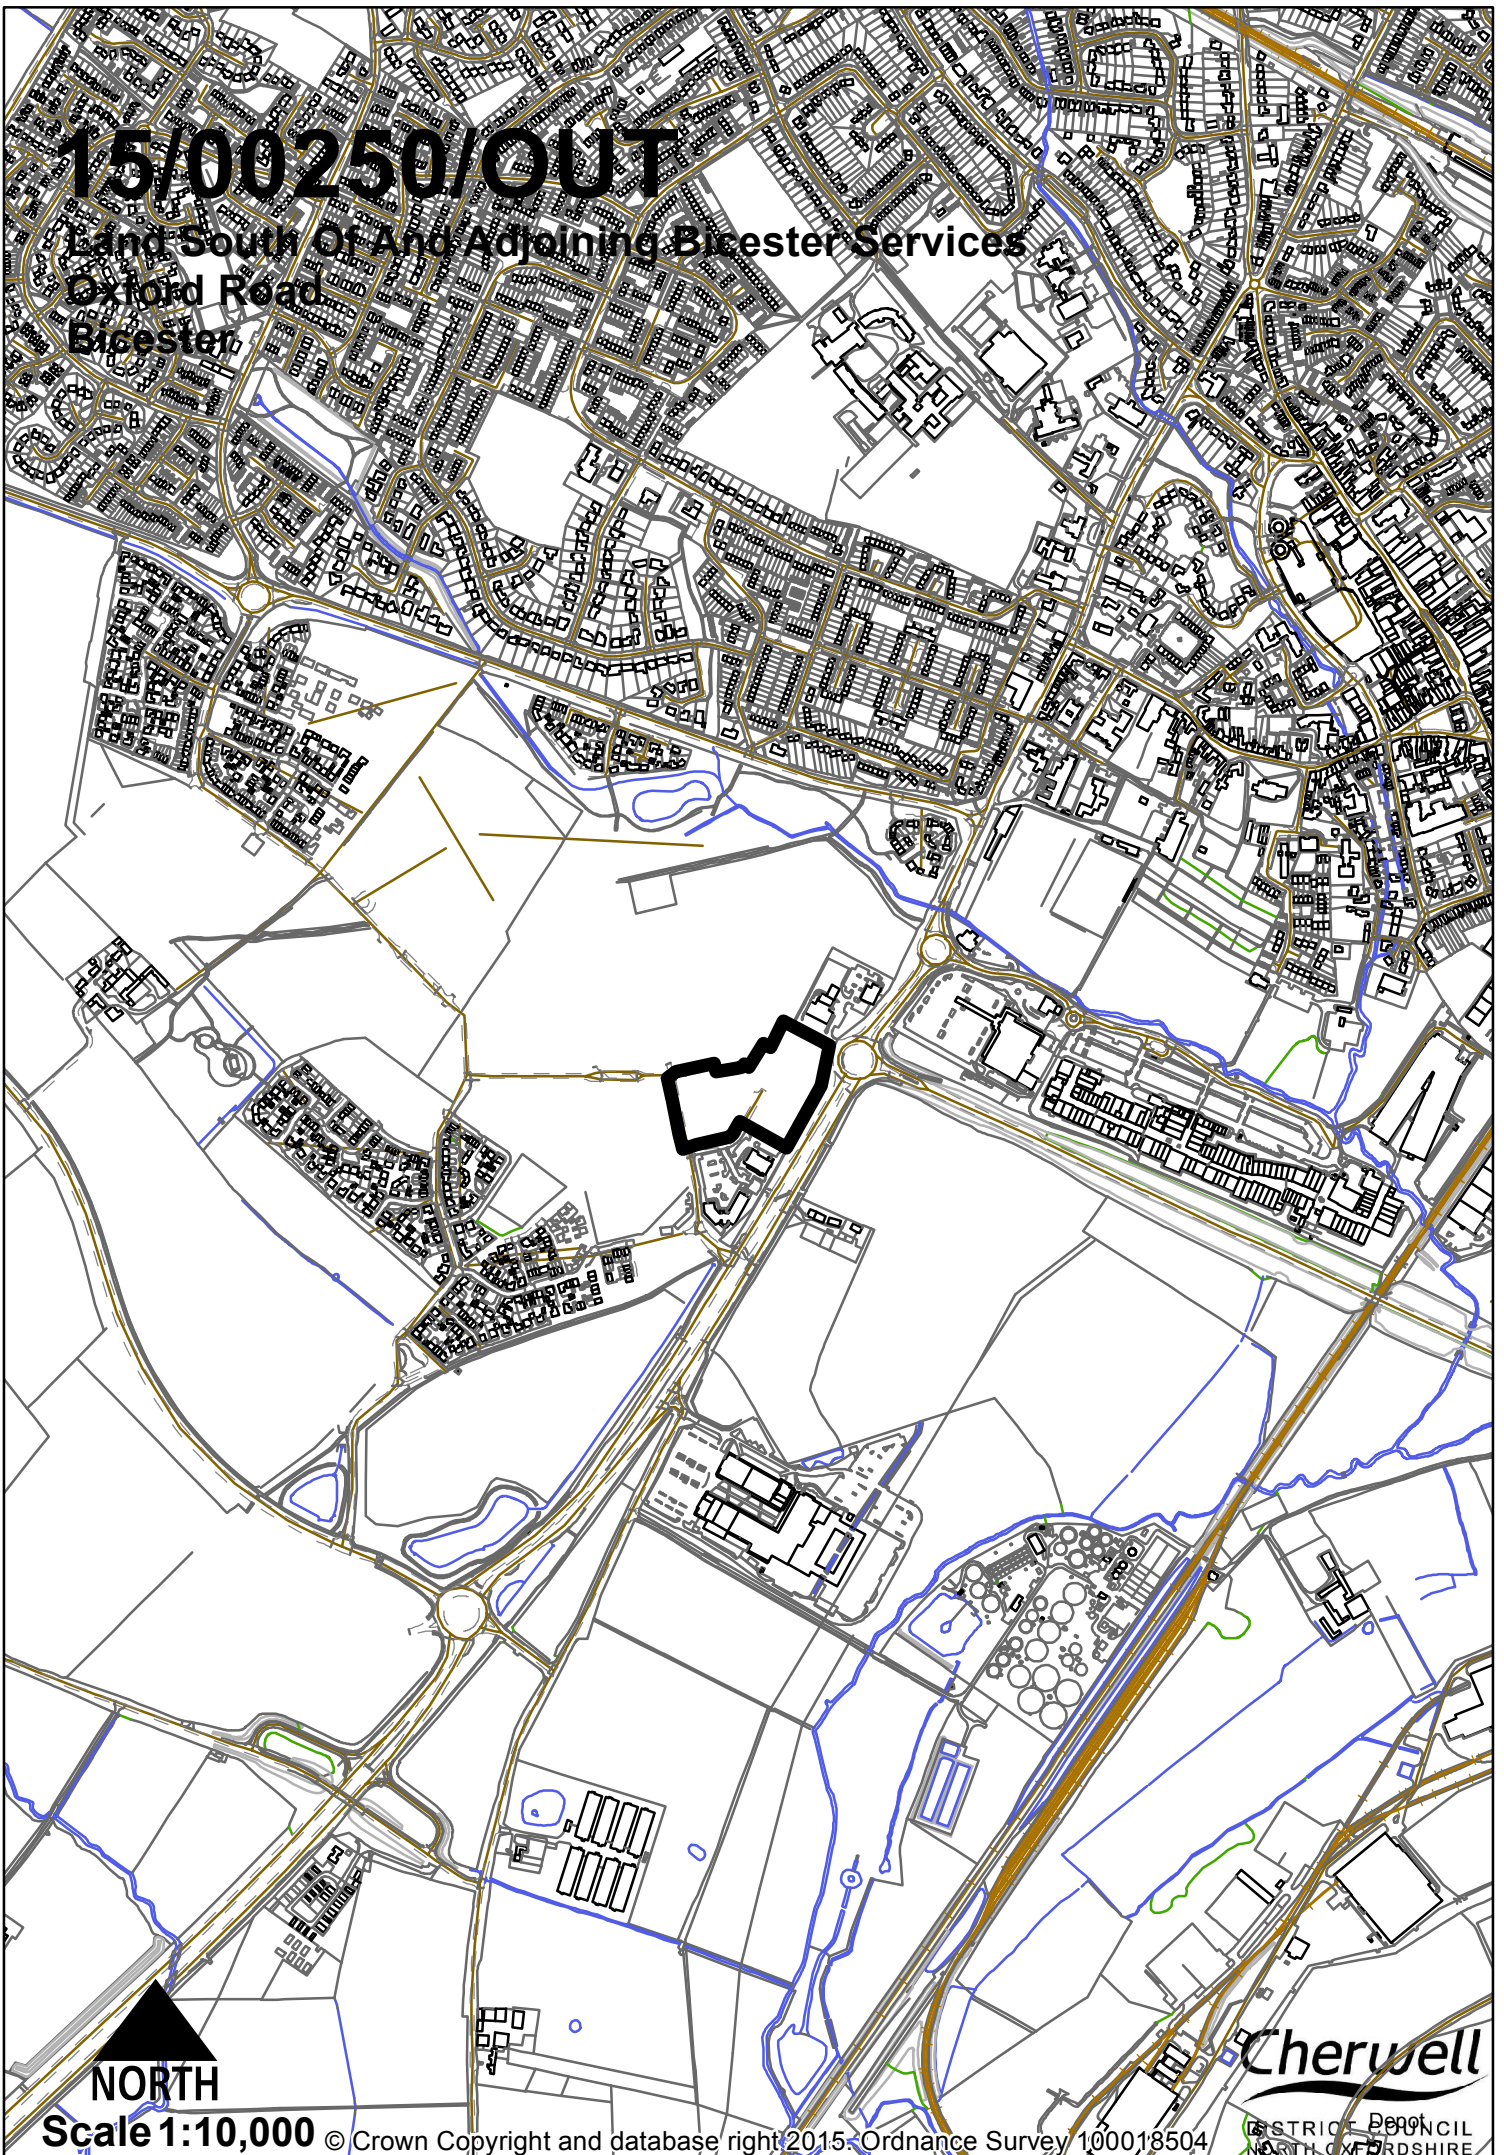 15/00250/OUT
Land South Of And Adjoining Bicester Services
Oxford Road
Bicester
NORTH
Scale 1:10,000
© Crown Copyright and database right 2015. Ordnance Survey 100018504
Cherwell
Depot
DISTRICT COUNCIL
NORTH OXFORDSHIRE